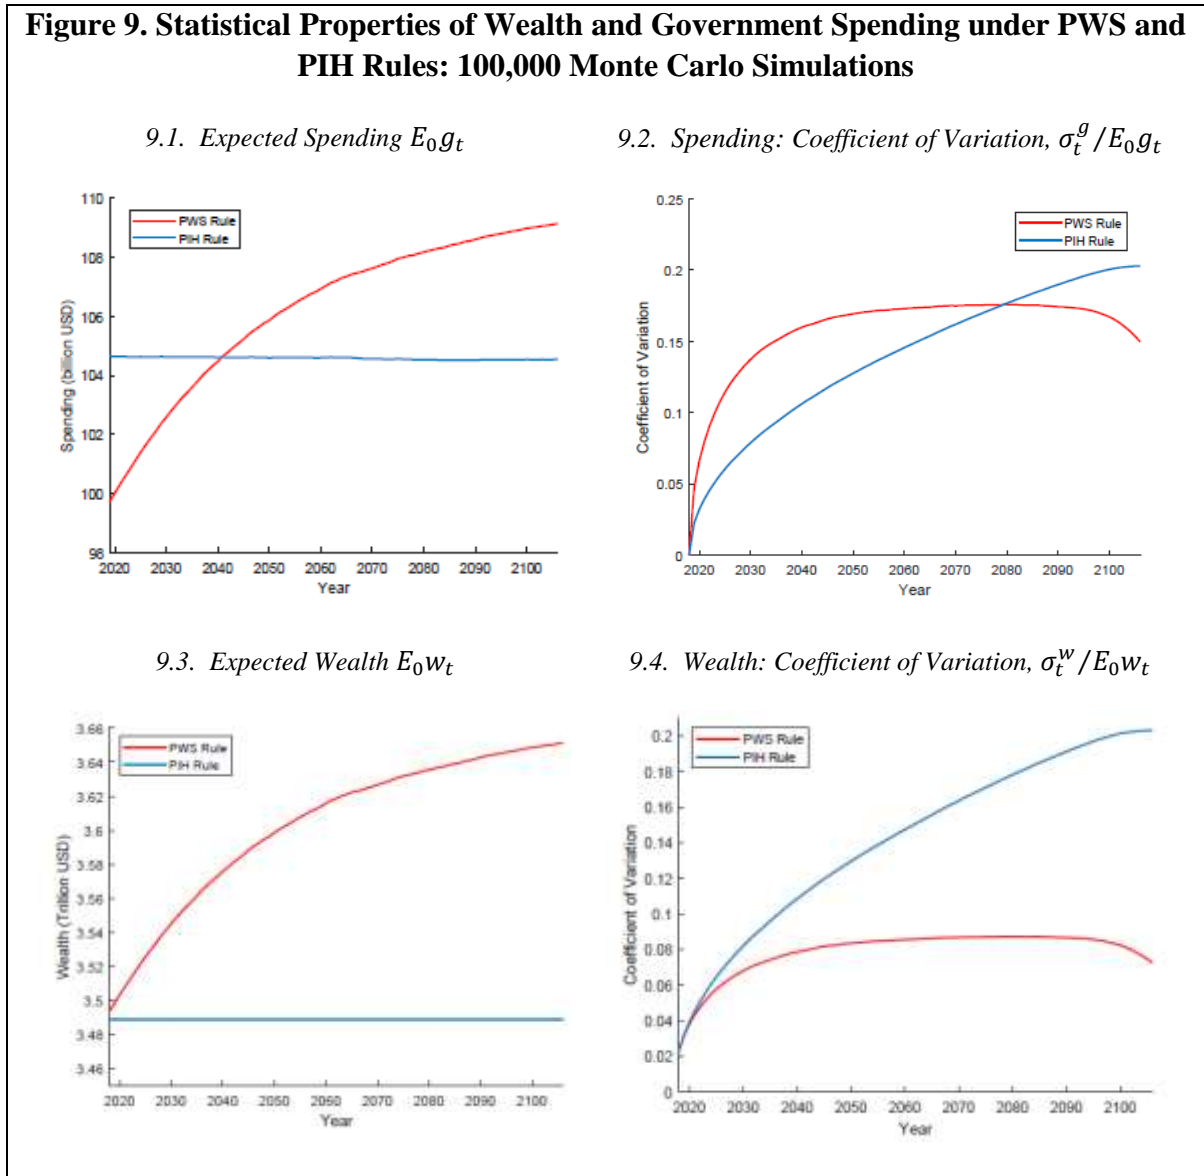 Figure 9. Statistical Properties of Wealth and Government Spending under PWS and
PIH Rules: 100,000 Monte Carlo Simulations
9.1. Expected Spending E₀gₜ
9.2. Spending: Coefficient of Variation, σₜᵍ/E₀gₜ
110
108
106
104
102
100
98
Spending (billion USD)
PWS Rule
PIH Rule
2020 2030 2040 2050 2060 2070 2080 2090 2100
Year
0.25
0.2
0.15
0.1
0.05
0
Coefficient of Variation
PWS Rule
PIH Rule
2020 2030 2040 2050 2060 2070 2080 2090 2100
Year
9.3. Expected Wealth E₀wₜ
9.4. Wealth: Coefficient of Variation, σₜʷ/E₀wₜ
3.66
3.64
3.62
3.6
3.58
3.56
3.54
3.52
3.5
3.48
3.46
Wealth (Trillion USD)
PWS Rule
PIH Rule
2020 2030 2040 2050 2060 2070 2080 2090 2100
Year
0.2
0.18
0.16
0.14
0.12
0.1
0.08
0.06
0.04
0.02
0
Coefficient of Variation
PWS Rule
PIH Rule
2020 2030 2040 2050 2060 2070 2080 2090 2100
Year